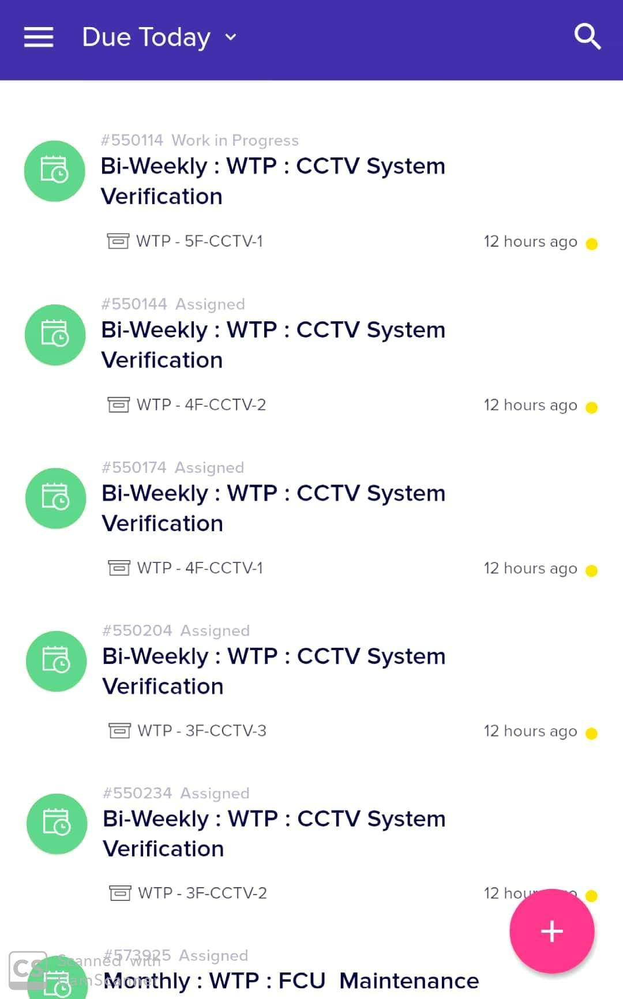 Due Today
#550114 Work in Progress
Bi-Weekly : WTP : CCTV System
Verification
WTP - 5F-CCTV-1
12 hours ago
#550144 Assigned
Bi-Weekly : WTP : CCTV System
Verification
WTP - 4F-CCTV-2
12 hours ago
#550174 Assigned
Bi-Weekly : WTP : CCTV System
Verification
WTP - 4F-CCTV-1
12 hours ago
#550204 Assigned
Bi-Weekly : WTP : CCTV System
Verification
WTP - 3F-CCTV-3
12 hours ago
#550234 Assigned
Bi-Weekly : WTP : CCTV System
Verification
WTP - 3F-CCTV-2
12
#573925 Assigned
Monthly : WTP : FCU Maintenance
CS
Scanned with
CamScanner